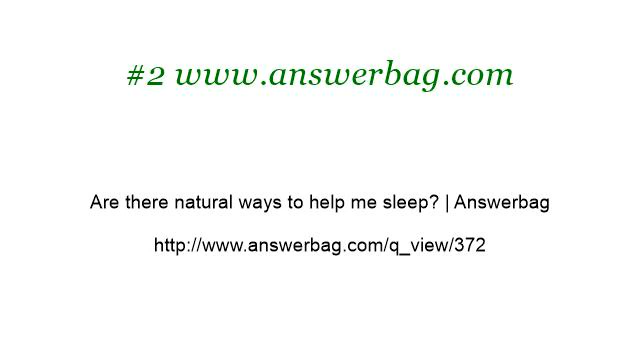 #2 www.answerbag.com
Are there natural ways to help me sleep? | Answerbag
http://www.answerbag.com/q_view/372